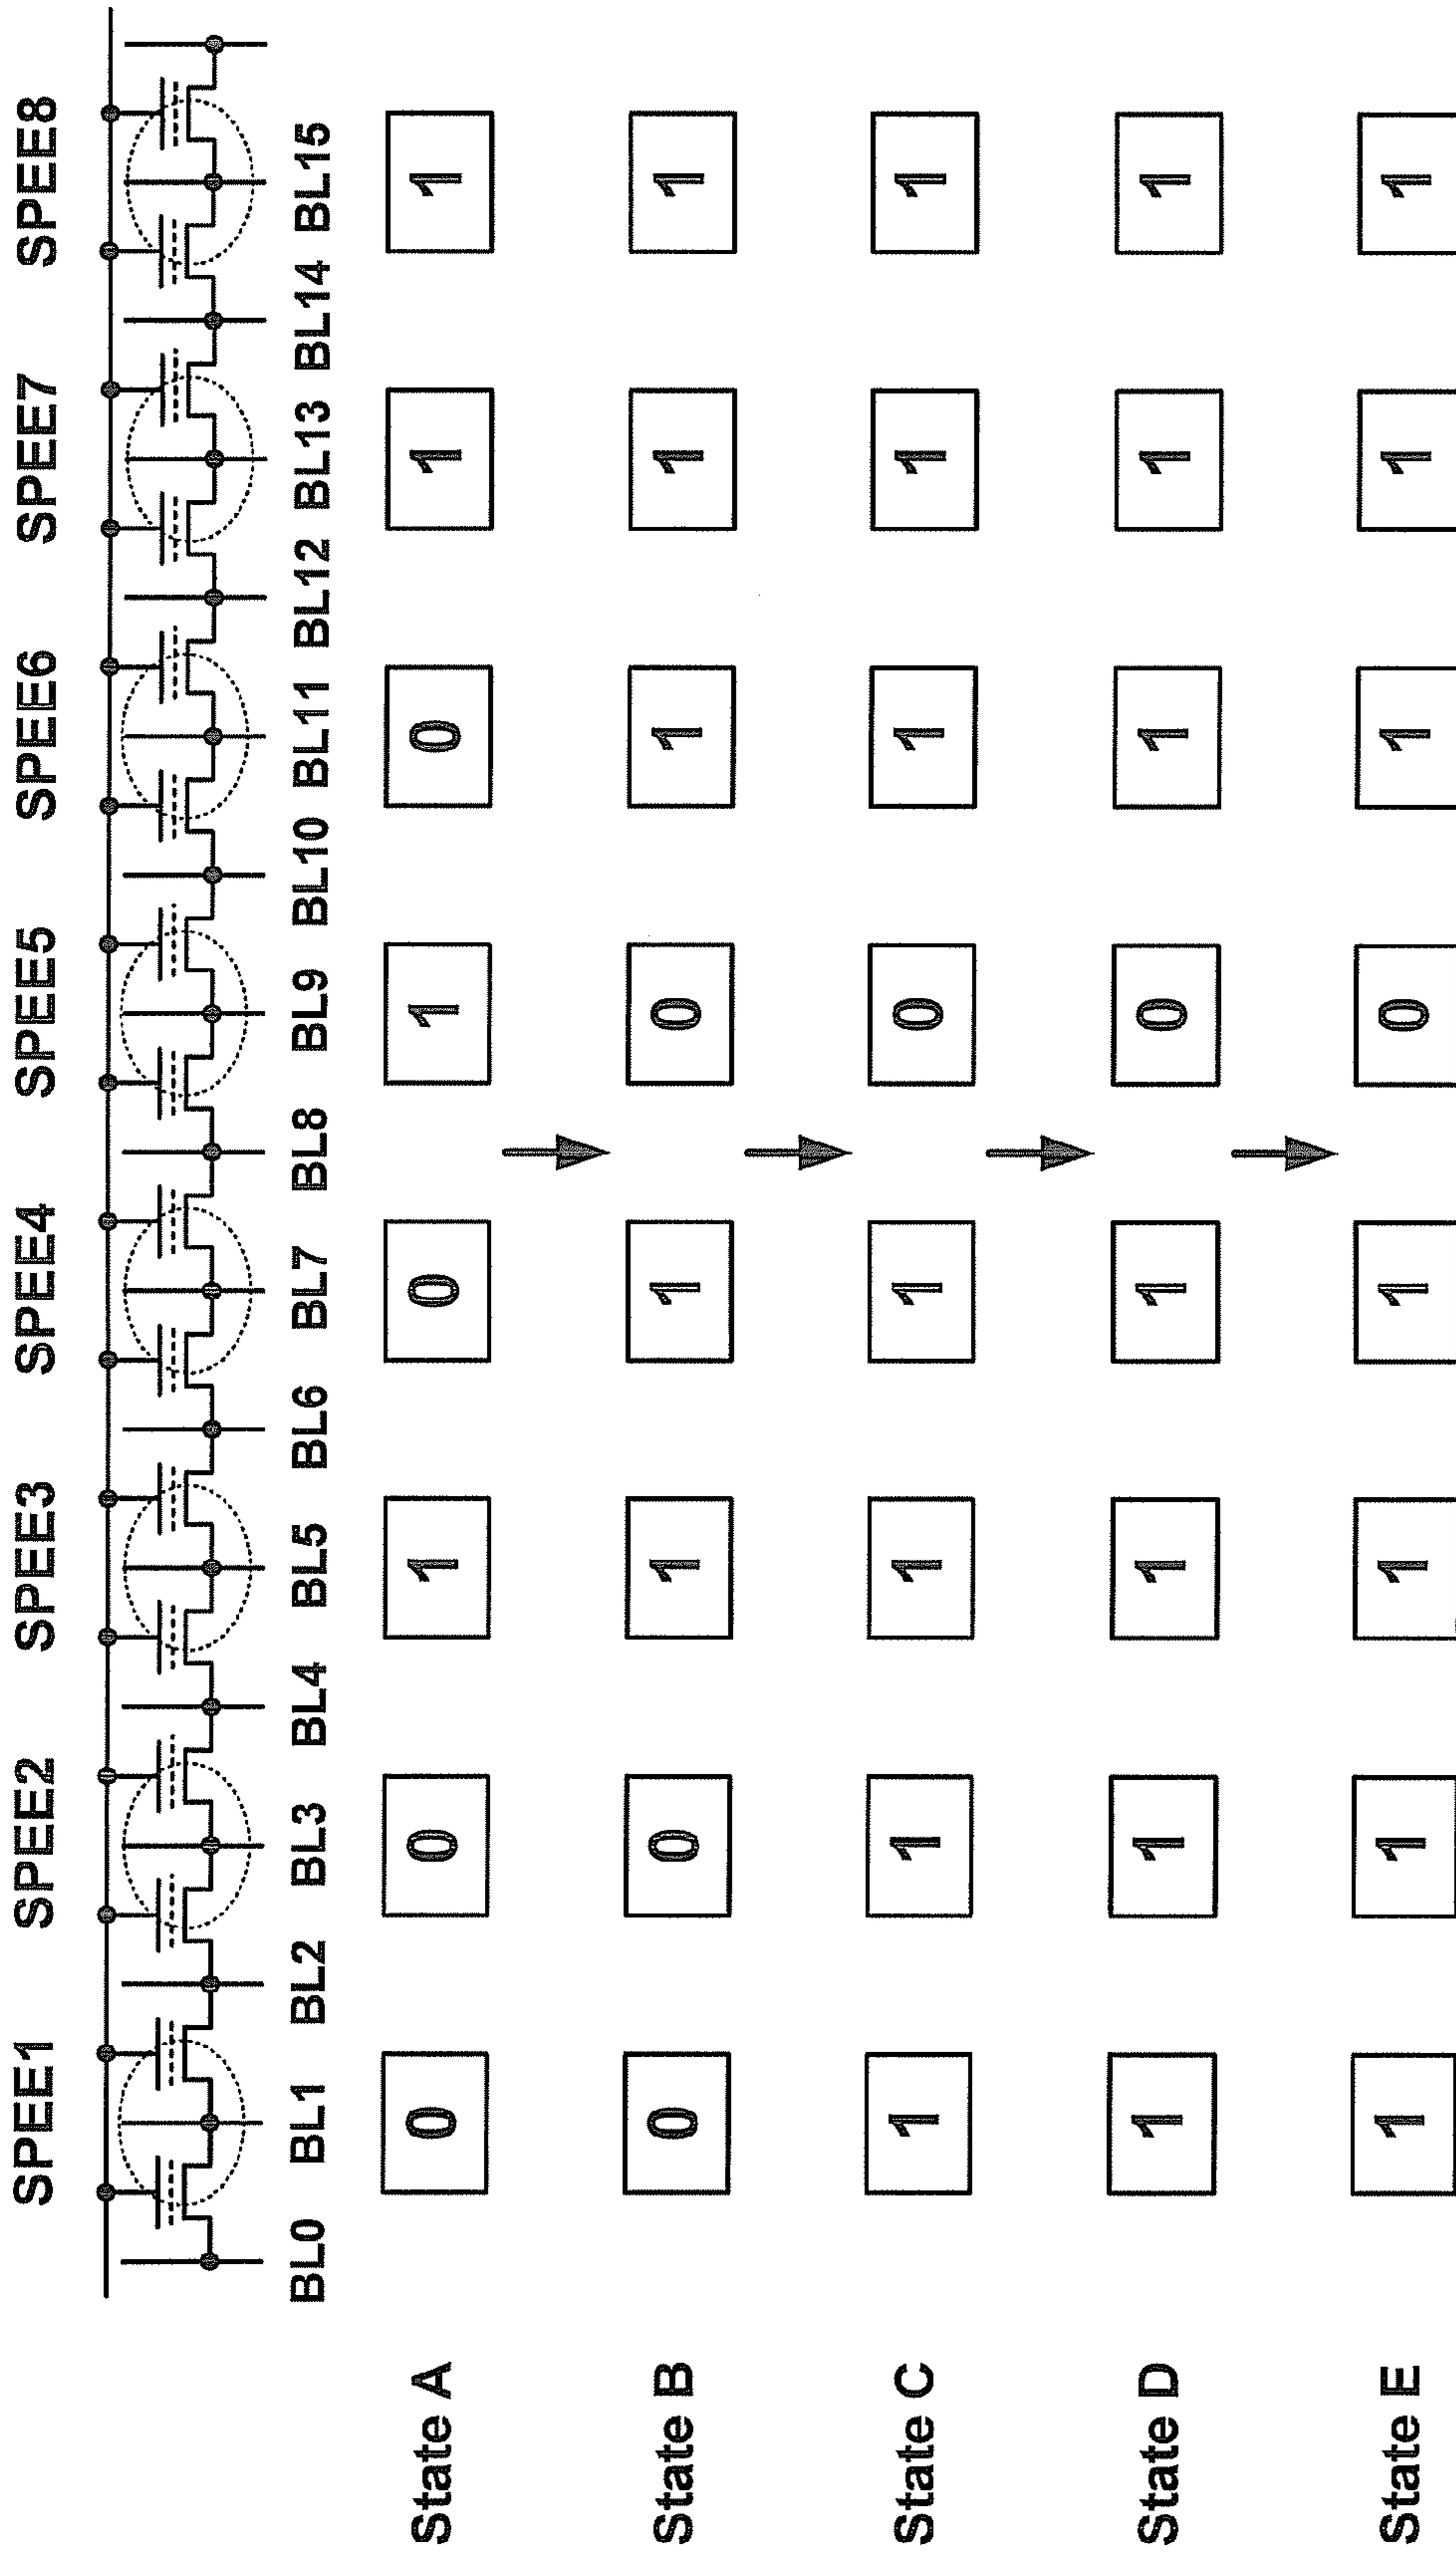 SPEE1 SPEE2 SPEE3 SPEE4 SPEE5 SPEE6 SPEE7 SPEE8
BL0 BL1 BL2 BL3 BL4 BL5 BL6 BL7 BL8 BL9 BL10 BL11 BL12 BL13 BL14 BL15
State A 0 0 1 0 1 0 1 1
State B 0 0 1 1 0 1 1 1
State C 1 1 1 1 0 1 1 1
State D 1 1 1 1 0 1 1 1
State E 1 1 1 1 0 1 1 1